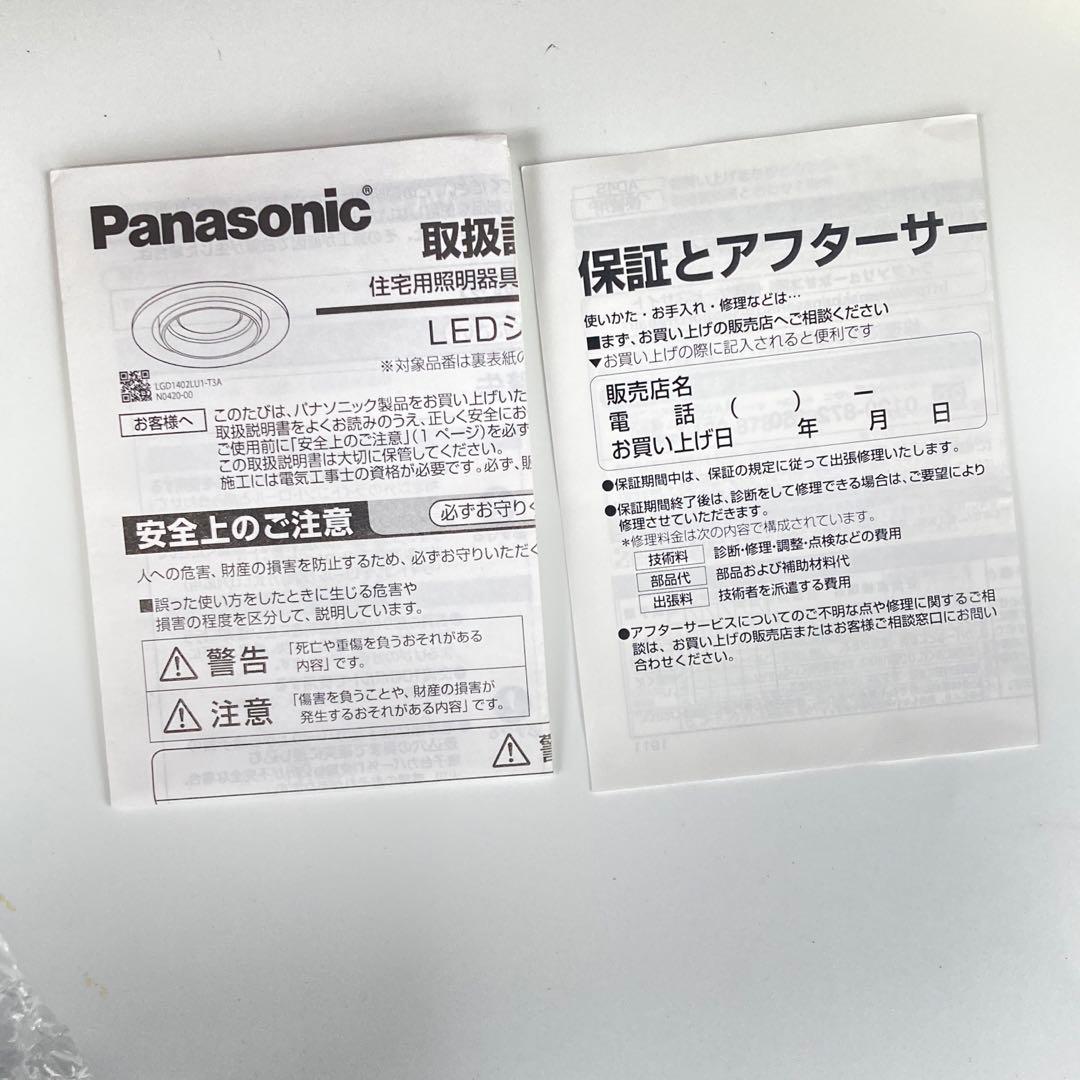 Panasonic®
取扱説
住宅用照明器具
LEDシ
※対象品番は裏表紙の
LGD1402LU1-T3A
N0420-00
お客様へ
このたびは、パナソニック製品をお買い上げいた
取扱説明書をよくお読みのうえ、正しく安全にお
ご使用前に「安全上のご注意」(1 ページ)を必ず
この取扱説明書は大切に保管してください。
施工には電気工事士の資格が必要です。必ず、販
安全上のご注意
必ずお守りく
人への危害、財産の損害を防止するため、必ずお守りいただく
■誤った使い方をしたときに生じる危害や
損害の程度を区分して、説明しています。
警告
「死亡や重傷を負うおそれがある
内容」です。
注意
「傷害を負うことや、財産の損害が
発生するおそれがある内容」です。
保証とアフターサー
使いかた・お手入れ・修理などは…
■まず、お買い上げの販売店へご相談ください
▼お買い上げの際に記入されると便利です
販売店名
電 話 ( ) ー
お買い上げ日 年 月 日
●保証期間中は、保証の規定に従って出張修理いたします。
●保証期間終了後は、診断をして修理できる場合は、ご要望により
修理させていただきます。
*修理料金は次の内容で構成されています。
技術料 診断・修理・調整・点検などの費用
部品代 部品および補助材料代
出張料 技術者を派遣する費用
●アフターサービスについてのご不明な点や修理に関するご相
談は、お買い上げの販売店またはお客様ご相談窓口にお問い
合わせください。